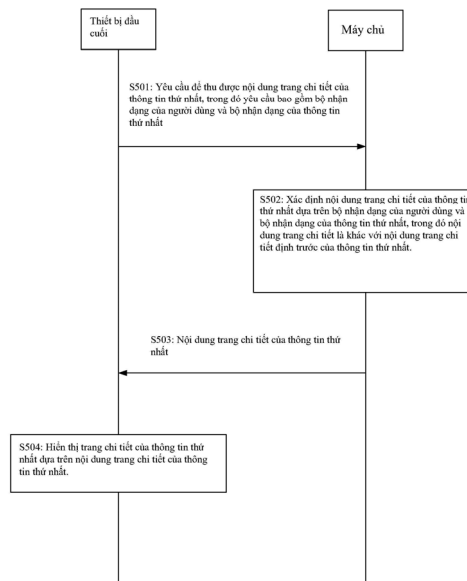 Thiết bị đầu
cuối
Máy chủ
S501: Yêu cầu để thu được nội dung trang chi tiết của
thông tin thứ nhất, trong đó yêu cầu bao gồm bộ nhận
dạng của người dùng và bộ nhận dạng của thông tin
thứ nhất
S502: Xác định nội dung trang chi tiết của thông tin
thứ nhất dựa trên bộ nhận dạng của người dùng và
bộ nhận dạng của thông tin thứ nhất, trong đó nội
dung trang chi tiết là khác với nội dung trang chi
tiết định trước của thông tin thứ nhất.
S503: Nội dung trang chi tiết của thông tin thứ
nhất
S504: Hiển thị trang chi tiết của thông tin thứ
nhất dựa trên nội dung trang chi tiết của thông
tin thứ nhất.